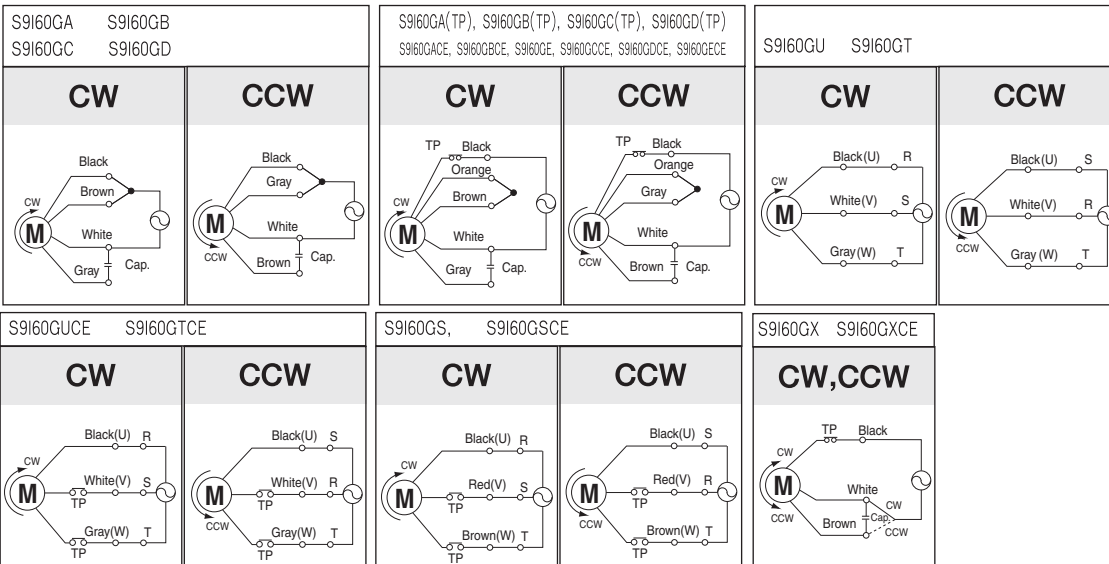 S9I60GA S9I60GB
S9I60GC S9I60GD
CW CCW
Black
Brown
CW
M
White
Gray Cap.
Black
Gray
M
White
CCW
Brown Cap.
S9I60GA(TP), S9I60GB(TP), S9I60GC(TP), S9I60GD(TP)
S9I60GACE, S9I60GBCE, S9I60GE, S9I60GCCE, S9I60GDCE, S9I60GECE
CW CCW
TP Black
Orange
Brown
CW
M
White
Gray Cap.
TP Black
Orange
Gray
M
White
CCW
Brown Cap.
S9I60GU S9I60GT
CW CCW
Black(U) R
CW
White(V) S
M
Gray(W) T
Black(U) S
White(V) R
M
CCW
Gray (W) T
S9I60GUCE S9I60GTCE
CW CCW
Black(U) R
CW
White(V) S
M
TP
Gray(W) T
TP
Black(U) S
White(V) R
M
TP
CCW
Gray(W) T
TP
S9I60GS, S9I60GSCE
CW CCW
Black(U) R
CW
Red(V) S
M
TP
Brown(W) T
TP
Black(U) S
Red(V) R
M
TP
CCW
Brown(W) T
TP
S9I60GX S9I60GXCE
CW,CCW
TP Black
CW
M
White
CW
CCW
Brown Cap.
CCW